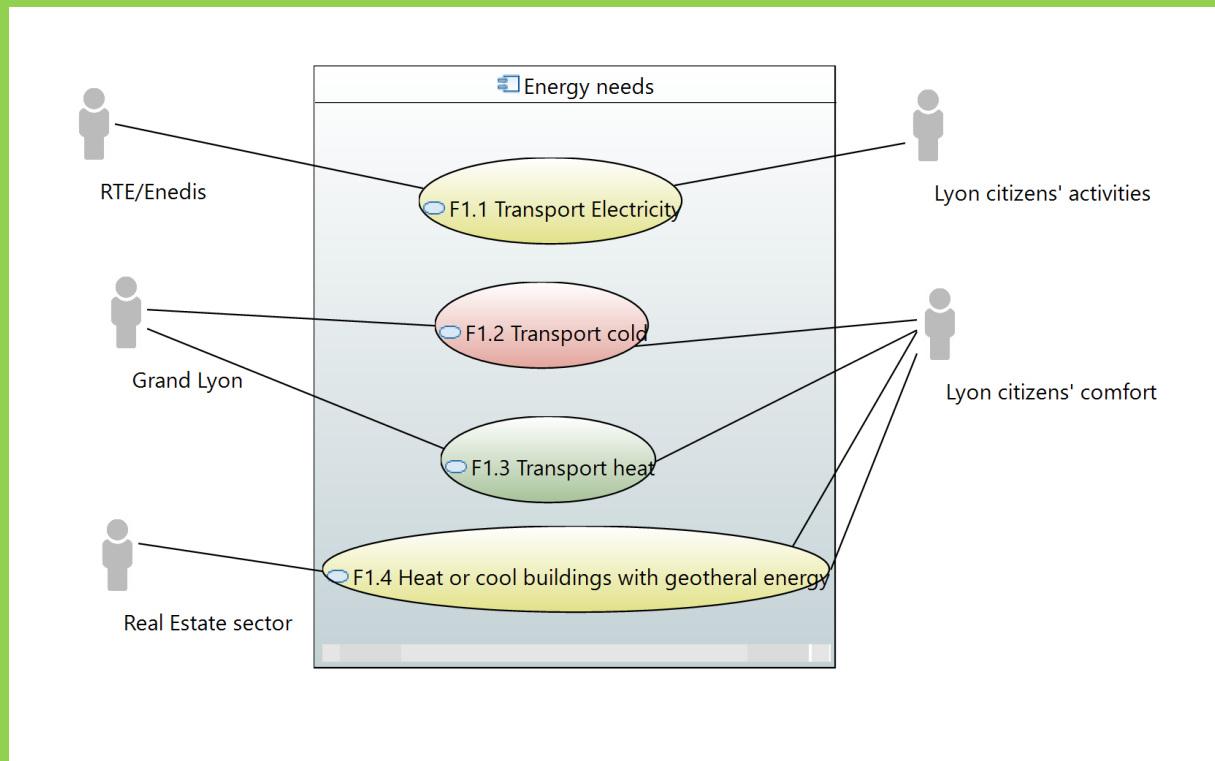 Energy needs
RTE/Enedis
F1.1 Transport Electricity
Lyon citizens' activities
F1.2 Transport cold
Grand Lyon
Lyon citizens' comfort
F1.3 Transport heat
F1.4 Heat or cool buildings with geotheral energy
Real Estate sector